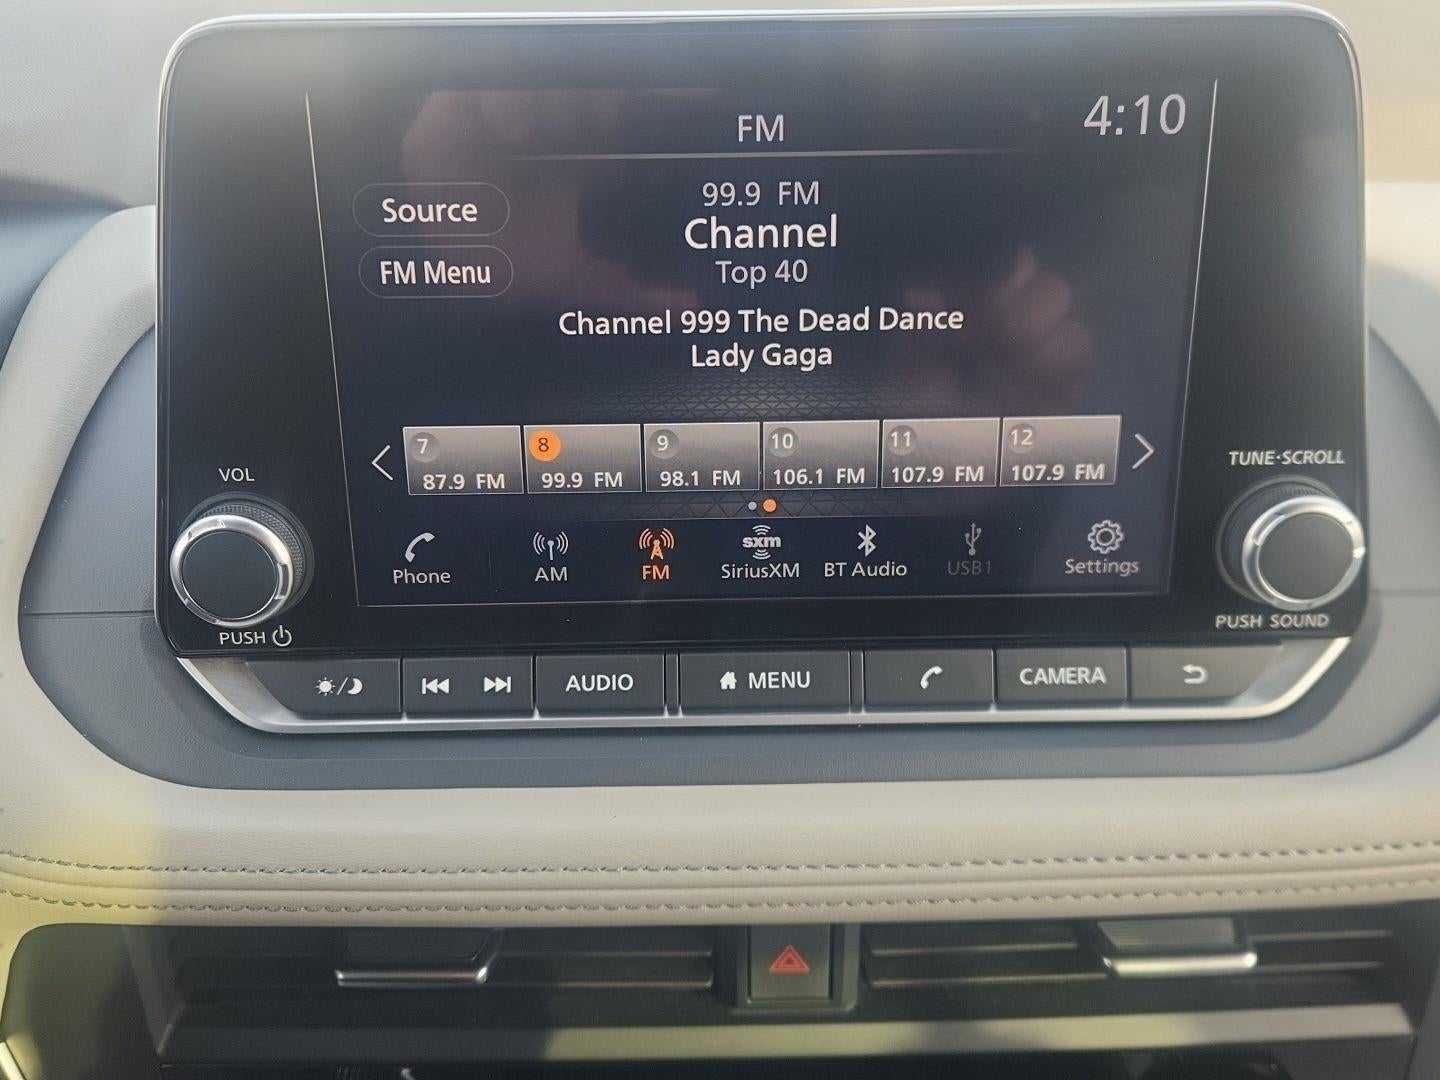 FM
4:10
Source
99.9 FM
Channel
FM Menu
Top 40
Channel 999 The Dead Dance
Lady Gaga
7 8 9 10 11 12
87.9 FM 99.9 FM 98.1 FM 106.1 FM 107.9 FM 107.9 FM
VOL
TUNE·SCROLL
sxm
Phone AM FM SiriusXM BT Audio USB1 Settings
PUSH
PUSH SOUND
AUDIO MENU CAMERA